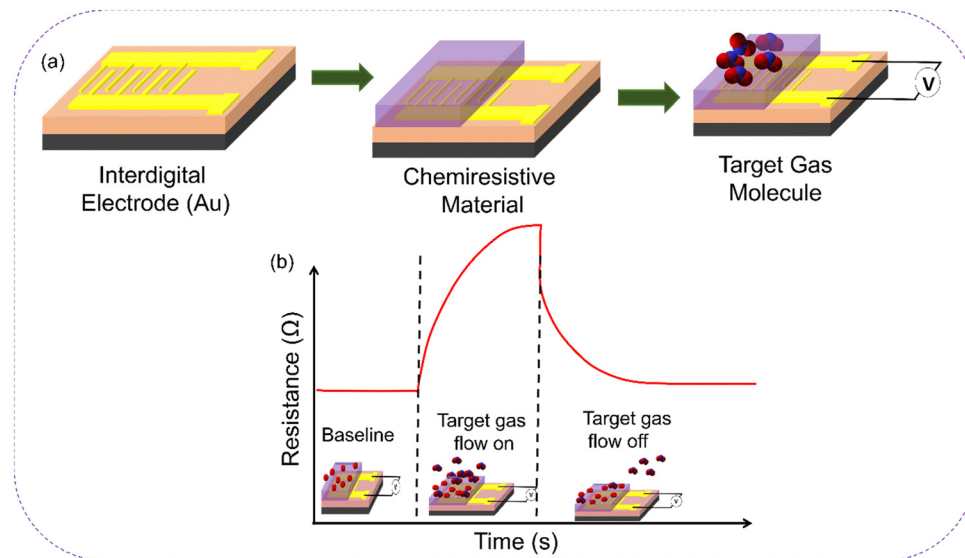 (a)
V
Interdigital
Electrode (Au)
Chemiresistive
Material
Target Gas
Molecule
(b)
Resistance (Ω)
Baseline
Target gas
flow on
Target gas
flow off
V
V
V
Time (s)